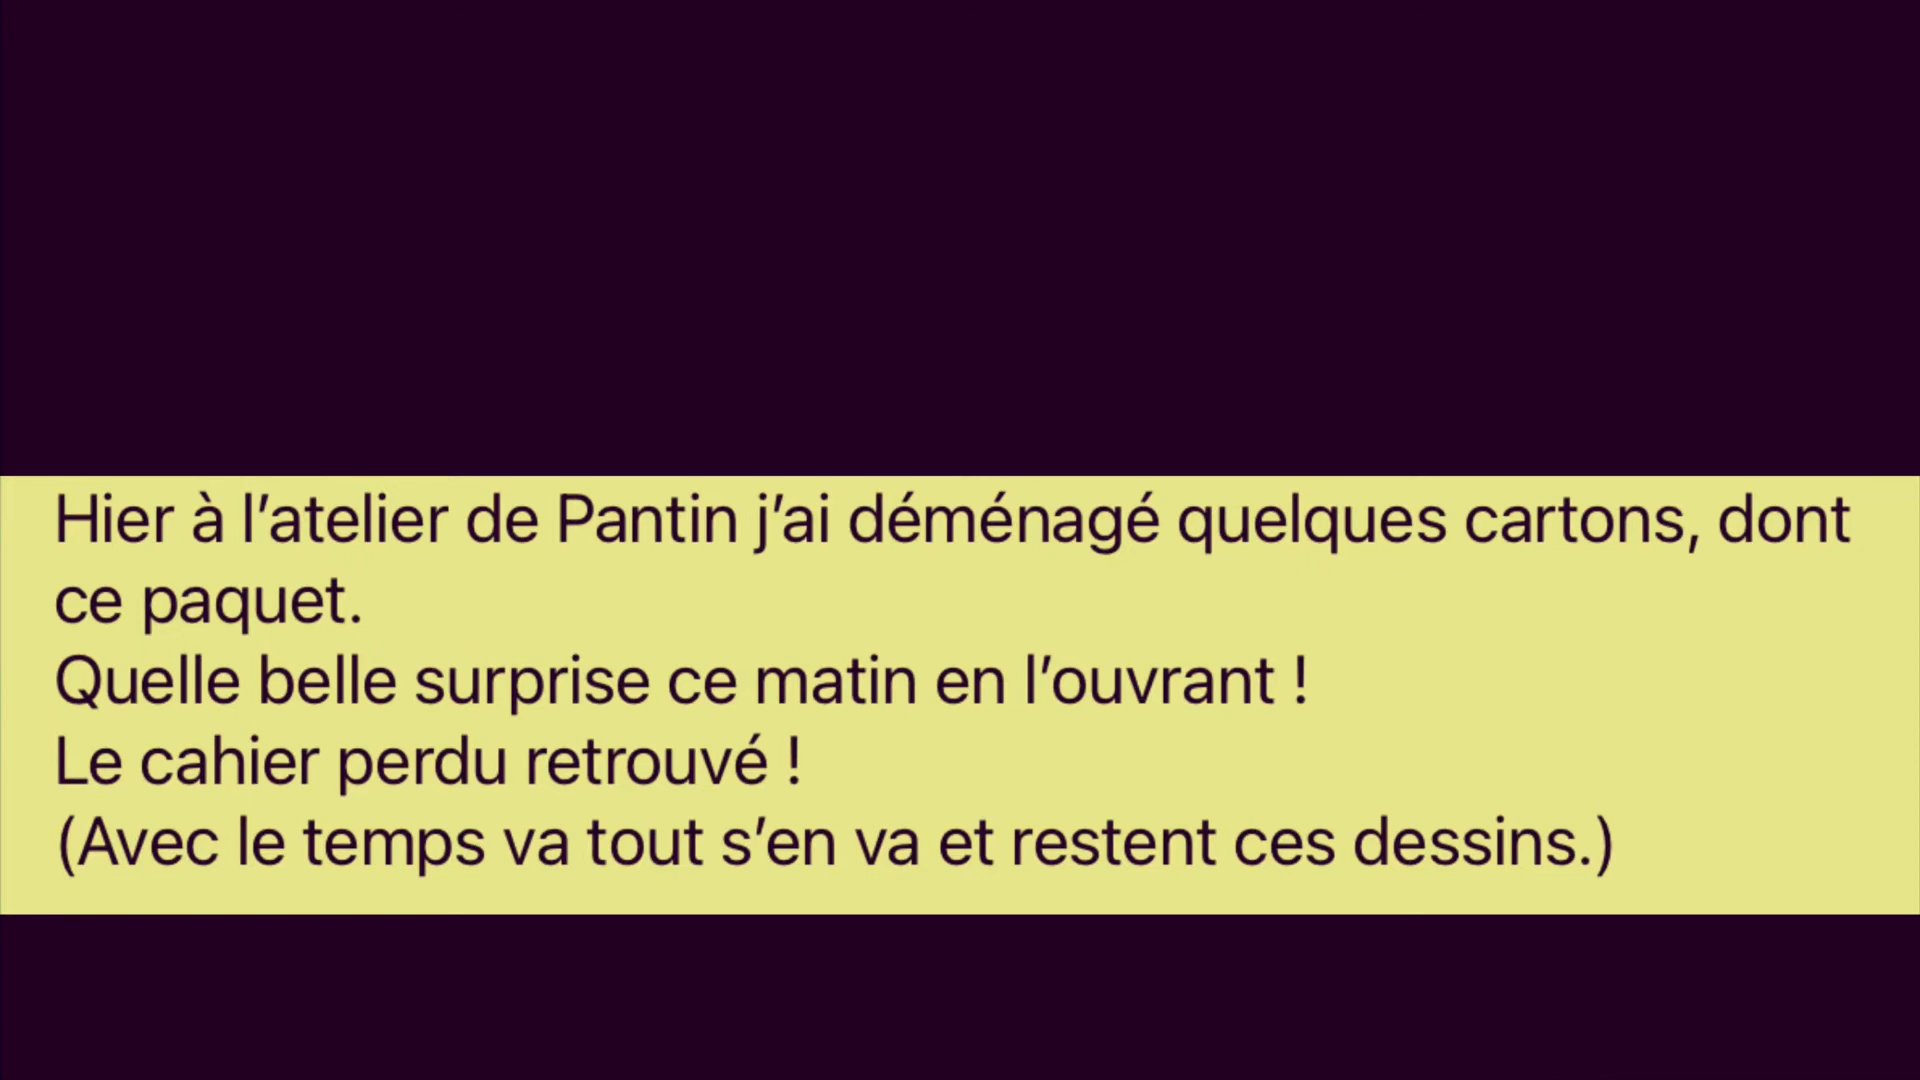 Hier à l’atelier de Pantin j’ai déménagé quelques cartons, dont
ce paquet.
Quelle belle surprise ce matin en l’ouvrant !
Le cahier perdu retrouvé !
(Avec le temps va tout s’en va et restent ces dessins.)